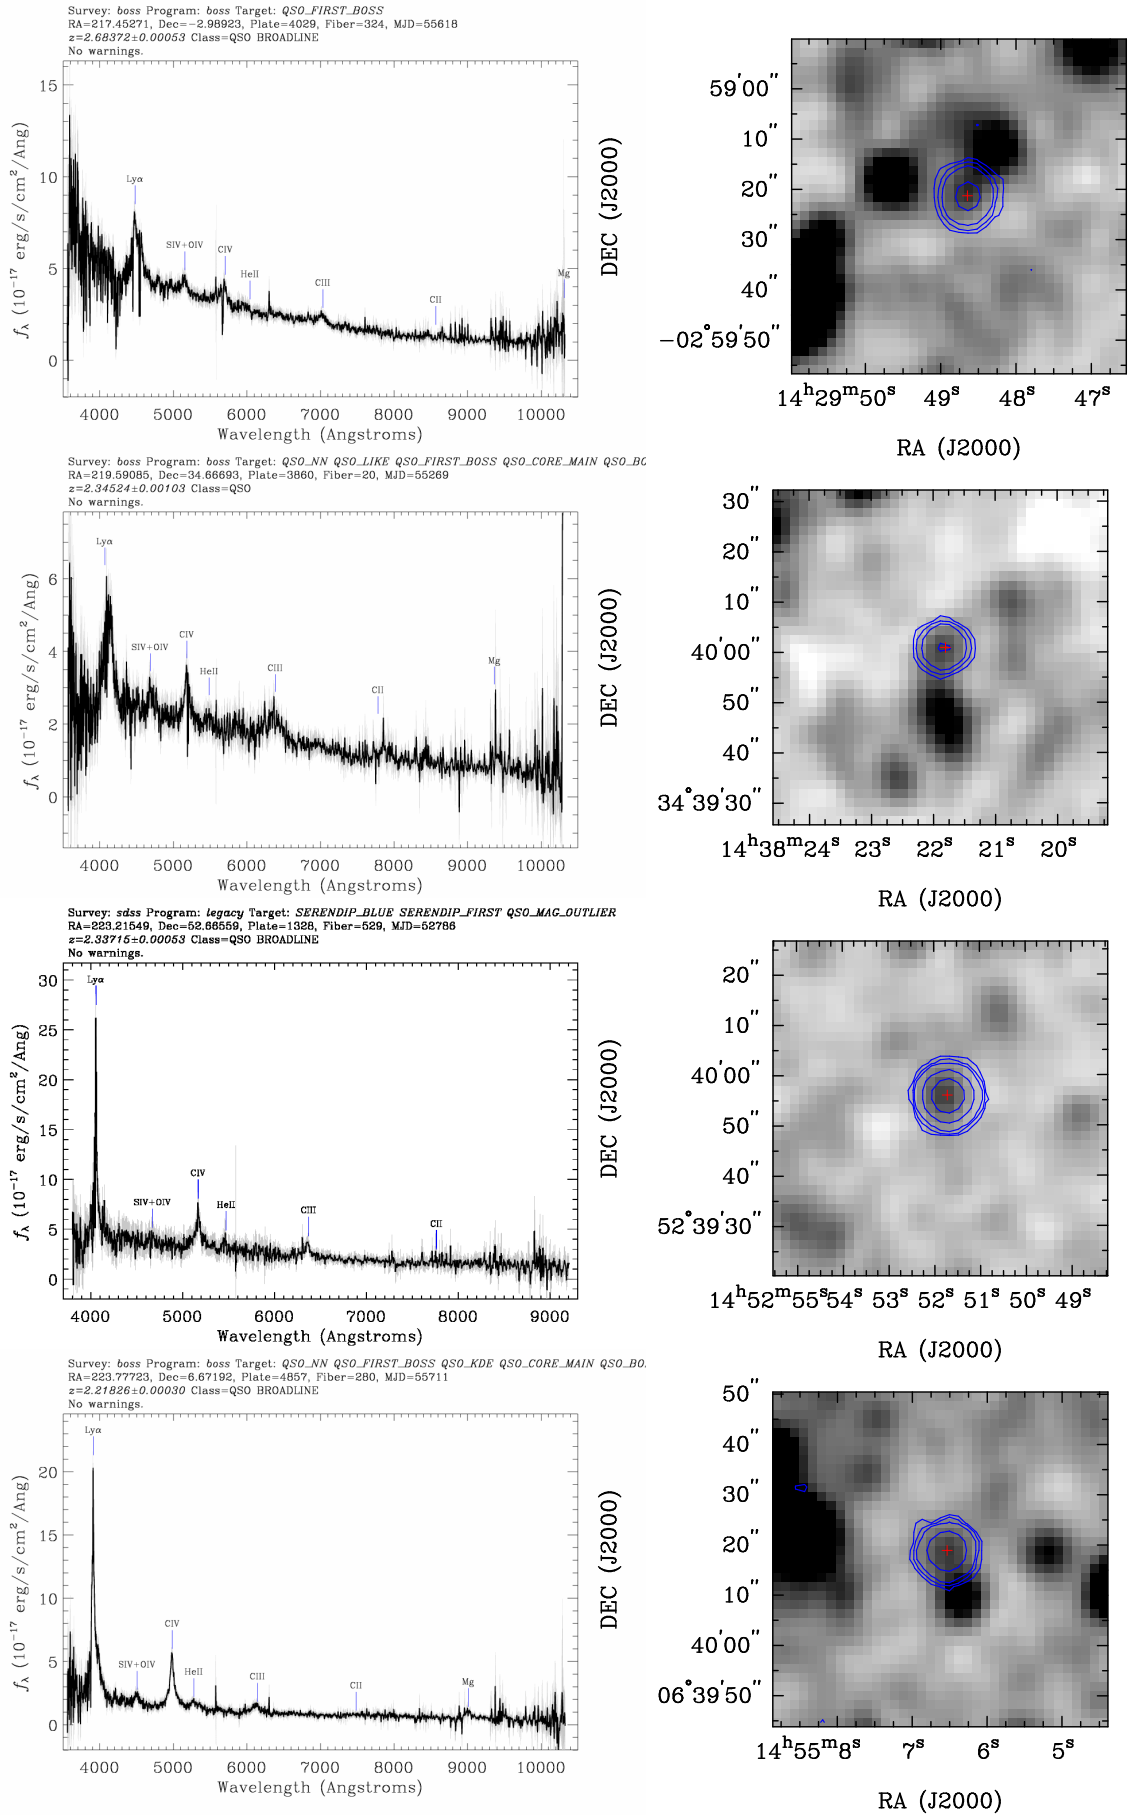 Survey: boss Program: boss Target: QSO_FIRST_BOSS
RA=217.45271, Dec=−2.98923, Plate=4029, Fiber=324, MJD=55618
z=2.68372±0.00053 Class=QSO BROADLINE
No warnings.
15
10
5
0
Lyα
SIV+OIV
CIV
HeII
CIII
CII
Mg
f_λ (10⁻¹⁷ erg/s/cm²/Ang)
4000 5000 6000 7000 8000 9000 10000
Wavelength (Angstroms)
DEC (J2000)
59'00"
10"
20"
30"
40"
−02°59'50"
14ʰ29ᵐ50ˢ 49ˢ 48ˢ 47ˢ
RA (J2000)
Survey: boss Program: boss Target: QSO_NN QSO_LIKE QSO_FIRST_BOSS QSO_CORE_MAIN QSO_BO
RA=219.59085, Dec=34.66693, Plate=3860, Fiber=20, MJD=55269
z=2.34524±0.00103 Class=QSO
No warnings.
6
4
2
0
Lyα
SIV+OIV
CIV
HeII
CIII
CII
Mg
f_λ (10⁻¹⁷ erg/s/cm²/Ang)
4000 5000 6000 7000 8000 9000 10000
Wavelength (Angstroms)
DEC (J2000)
30"
20"
10"
40'00"
50"
40"
34°39'30"
14ʰ38ᵐ24ˢ 23ˢ 22ˢ 21ˢ 20ˢ
RA (J2000)
Survey: sdss Program: legacy Target: SERENDIP_BLUE SERENDIP_FIRST QSO_MAG_OUTLIER
RA=223.21549, Dec=52.66559, Plate=1328, Fiber=529, MJD=52786
z=2.33715±0.00053 Class=QSO BROADLINE
No warnings.
30
25
20
15
10
5
0
Lyα
SIV+OIV
CIV
HeII
CIII
CII
f_λ (10⁻¹⁷ erg/s/cm²/Ang)
4000 5000 6000 7000 8000 9000
Wavelength (Angstroms)
DEC (J2000)
20"
10"
40'00"
50"
40"
52°39'30"
14ʰ52ᵐ55ˢ54ˢ 53ˢ 52ˢ 51ˢ 50ˢ 49ˢ
RA (J2000)
Survey: boss Program: boss Target: QSO_NN QSO_FIRST_BOSS QSO_KDE QSO_CORE_MAIN QSO_BO
RA=223.77723, Dec=6.67192, Plate=4857, Fiber=280, MJD=55711
z=2.21826±0.00030 Class=QSO BROADLINE
No warnings.
20
15
10
5
0
Lyα
SIV+OIV
CIV
HeII
CIII
CII
Mg
f_λ (10⁻¹⁷ erg/s/cm²/Ang)
4000 5000 6000 7000 8000 9000 10000
Wavelength (Angstroms)
DEC (J2000)
50"
40"
30"
20"
10"
40'00"
06°39'50"
14ʰ55ᵐ8ˢ 7ˢ 6ˢ 5ˢ
RA (J2000)